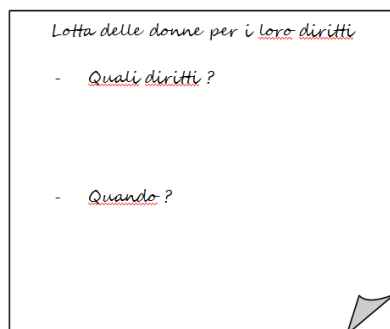 Lotta delle donne per i loro diritti
- Quali diritti ?
- Quando ?